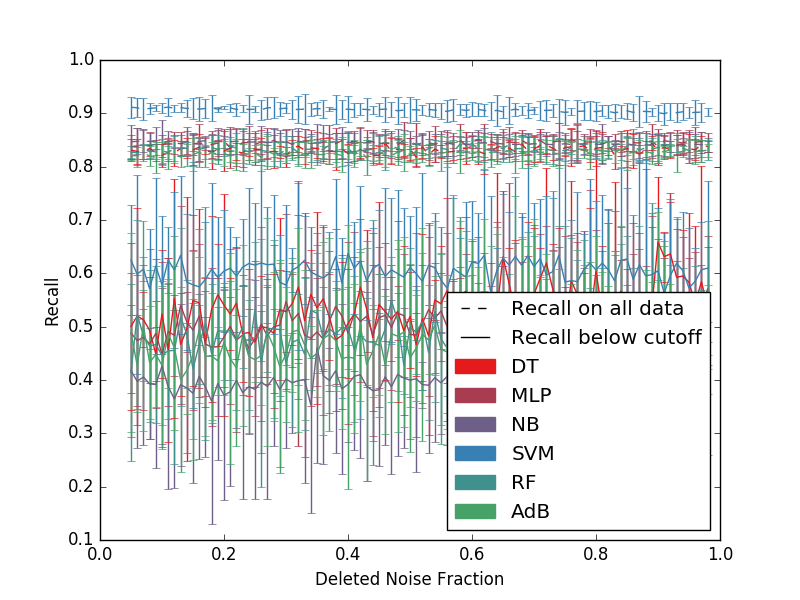 1.0
0.9
0.8
0.7
0.6
0.5
0.4
0.3
0.2
0.1
Recall
Recall on all data
Recall below cutoff
DT
MLP
NB
SVM
RF
AdB
0.0 0.2 0.4 0.6 0.8 1.0
Deleted Noise Fraction